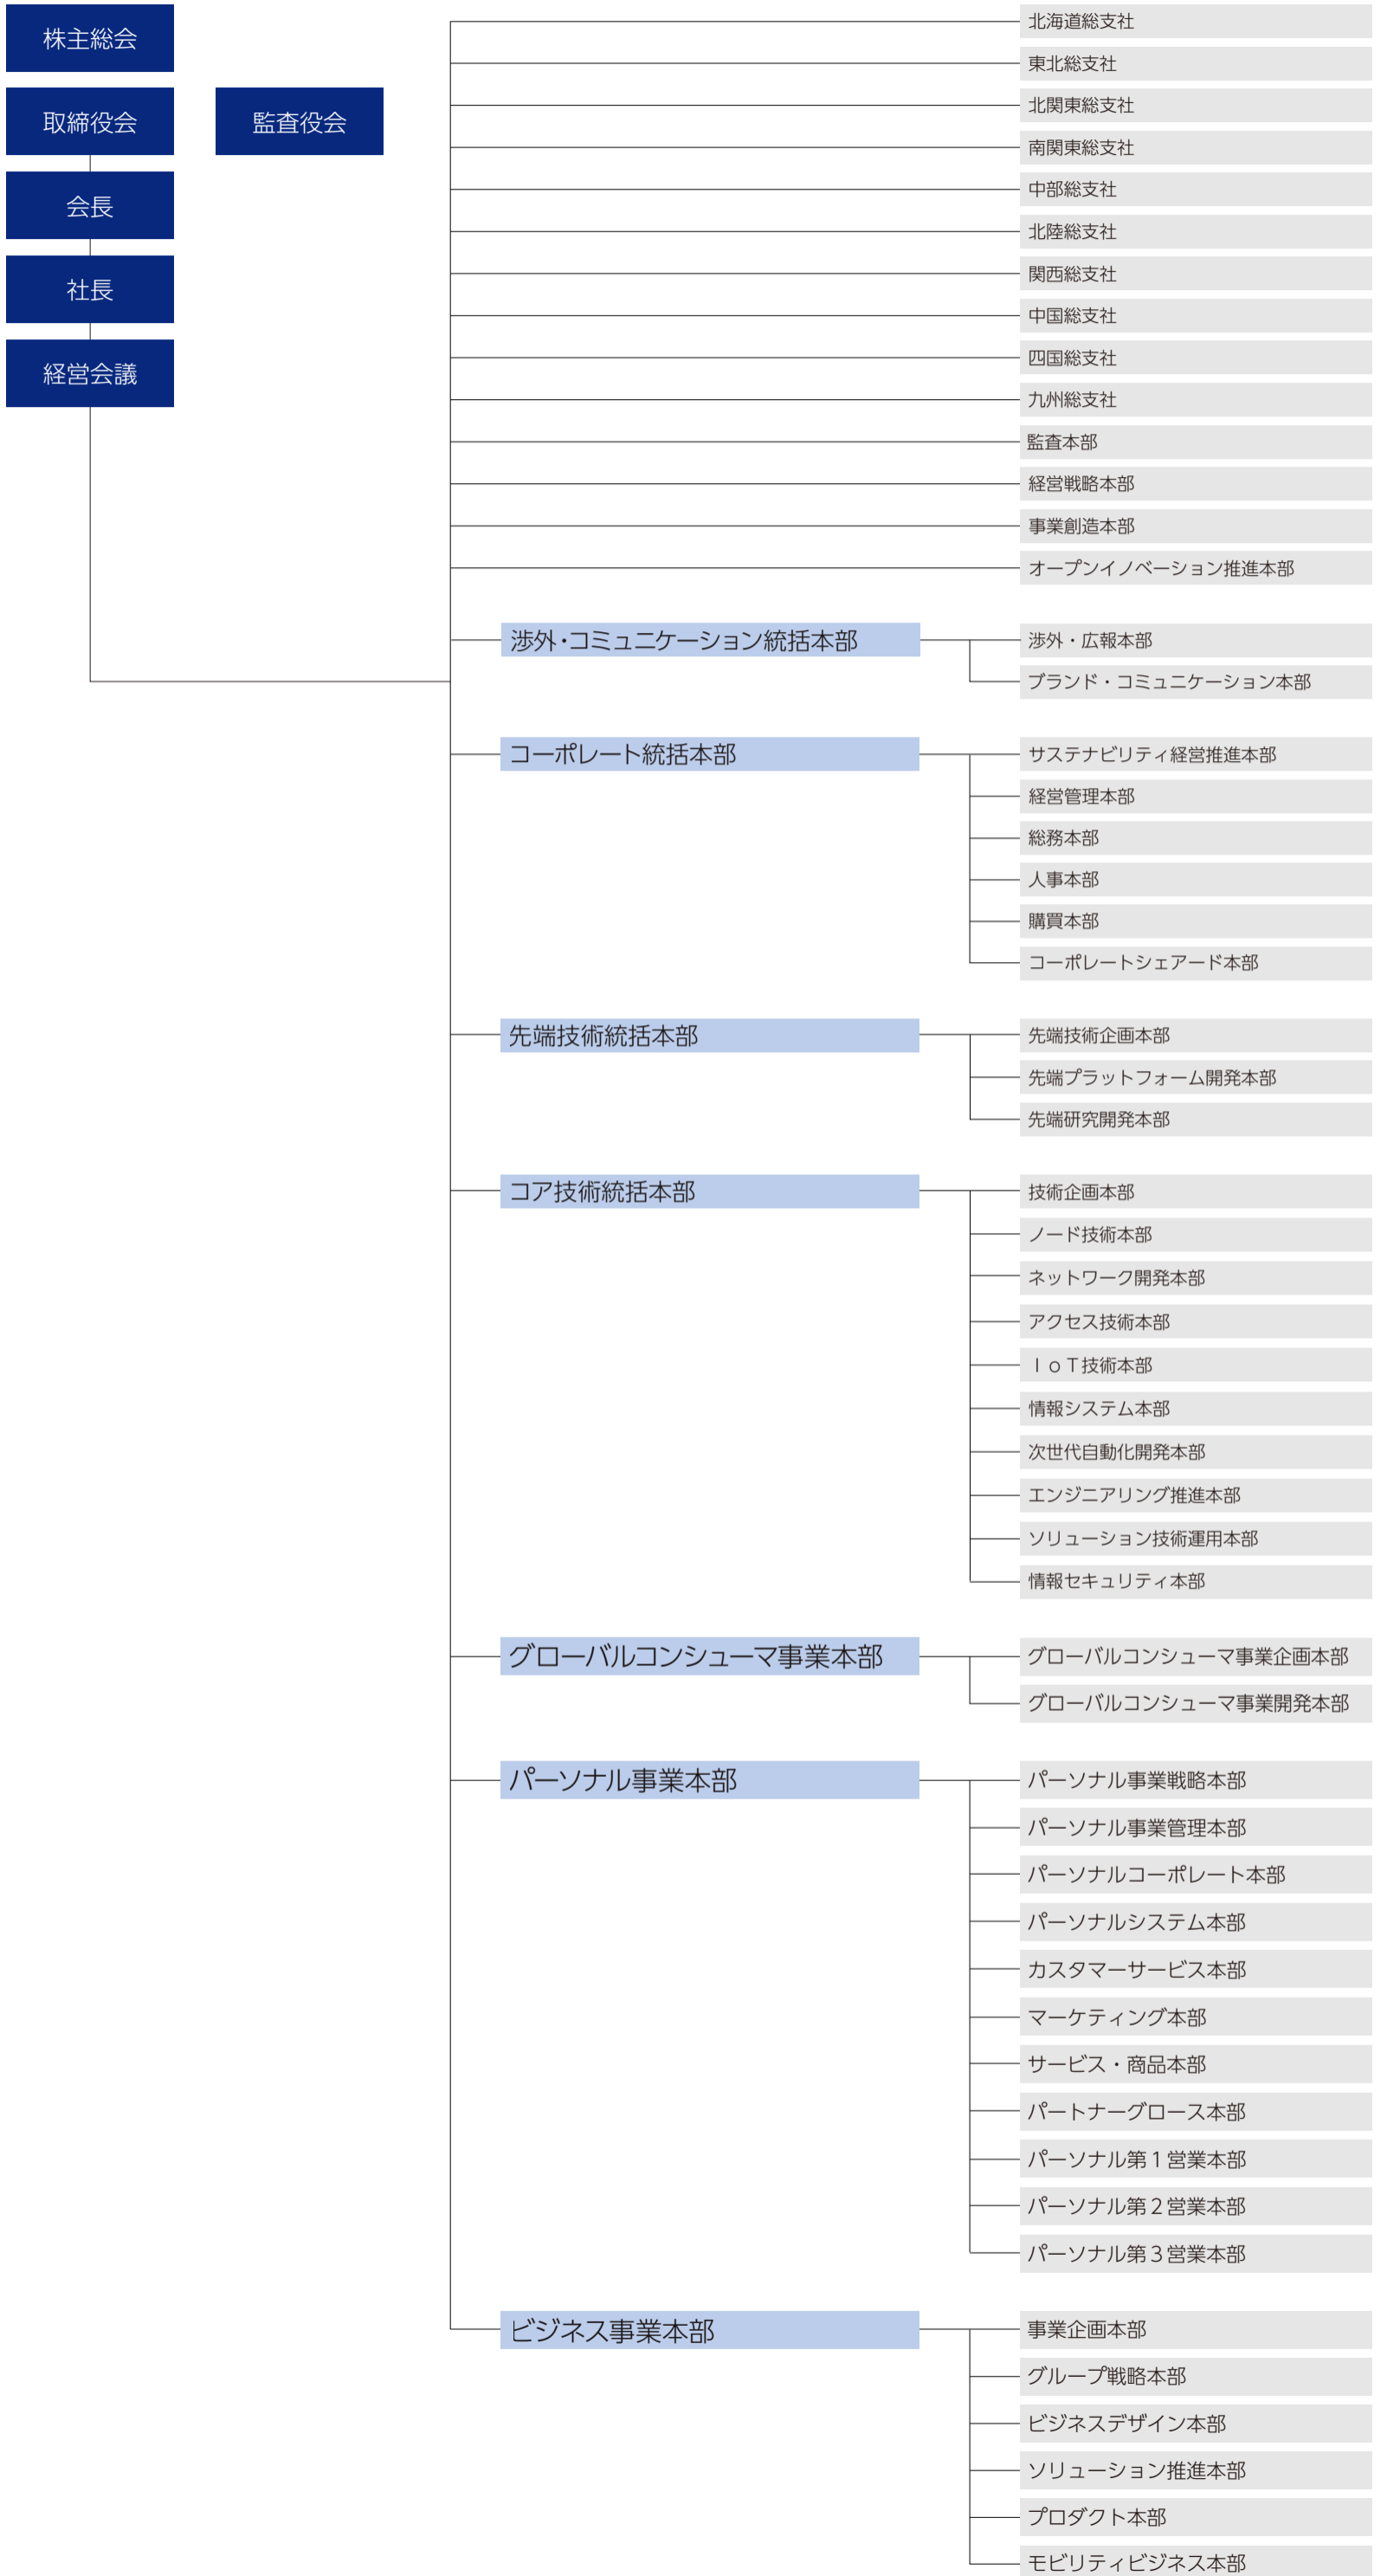 株主総会
取締役会
監査役会
会長
社長
経営会議
北海道総支社
東北総支社
北関東総支社
南関東総支社
中部総支社
北陸総支社
関西総支社
中国総支社
四国総支社
九州総支社
監査本部
経営戦略本部
事業創造本部
オープンイノベーション推進本部
渉外・コミュニケーション統括本部
渉外・広報本部
ブランド・コミュニケーション本部
コーポレート統括本部
サステナビリティ経営推進本部
経営管理本部
総務本部
人事本部
購買本部
コーポレートシェアード本部
先端技術統括本部
先端技術企画本部
先端プラットフォーム開発本部
先端研究開発本部
コア技術統括本部
技術企画本部
ノード技術本部
ネットワーク開発本部
アクセス技術本部
ＩｏＴ技術本部
情報システム本部
次世代自動化開発本部
エンジニアリング推進本部
ソリューション技術運用本部
情報セキュリティ本部
グローバルコンシューマ事業本部
グローバルコンシューマ事業企画本部
グローバルコンシューマ事業開発本部
パーソナル事業本部
パーソナル事業戦略本部
パーソナル事業管理本部
パーソナルコーポレート本部
パーソナルシステム本部
カスタマーサービス本部
マーケティング本部
サービス・商品本部
パートナーグロース本部
パーソナル第１営業本部
パーソナル第２営業本部
パーソナル第３営業本部
ビジネス事業本部
事業企画本部
グループ戦略本部
ビジネスデザイン本部
ソリューション推進本部
プロダクト本部
モビリティビジネス本部